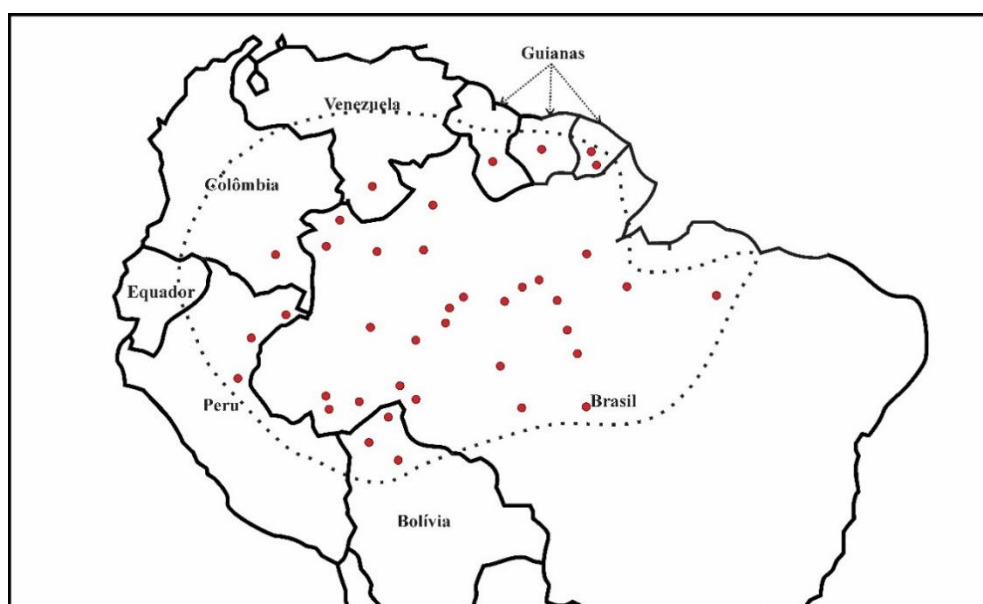 Guianas
Venezuela
Colômbia
Equador
Peru
Brasil
Bolívia